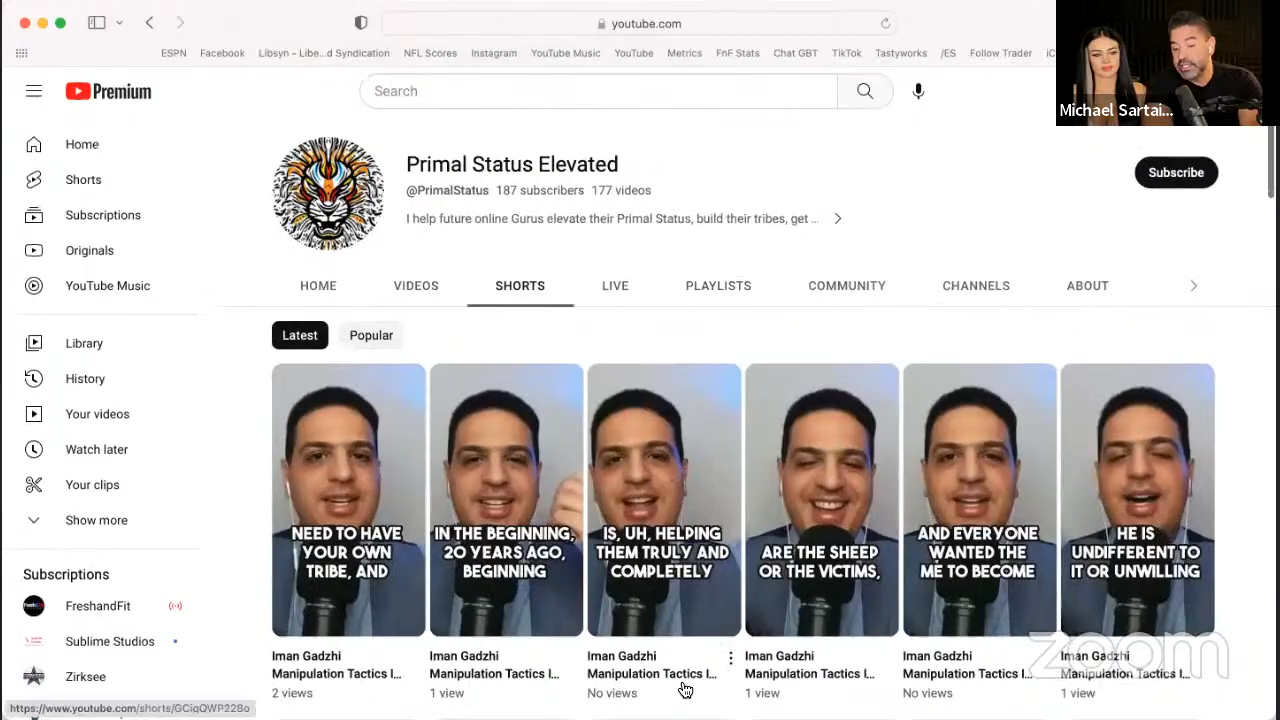 youtube.com
ESPN Facebook Libsyn - Libe...d Syndication NFL Scores Instagram YouTube Music YouTube Metrics FnF Stats Chat GBT TikTok Tastyworks /ES Follow Trader
Michael Sartai...
Premium
Search
Home
Shorts
Subscriptions
Originals
YouTube Music
Library
History
Your videos
Watch later
Your clips
Show more
Subscriptions
FreshandFit
Sublime Studios
Zirksee
https://www.youtube.com/shorts/GCiqOWP228o
Primal Status Elevated
@PrimalStatus 187 subscribers 177 videos
I help future online Gurus elevate their Primal Status, build their tribes, get ...
Subscribe
HOME VIDEOS SHORTS LIVE PLAYLISTS COMMUNITY CHANNELS ABOUT
Latest Popular
NEED TO HAVE
YOUR OWN
TRIBE, AND
IN THE BEGINNING,
20 YEARS AGO,
BEGINNING
IS, UH, HELPING
THEM TRULY AND
COMPLETELY
ARE THE SHEEP
OR THE VICTIMS,
AND EVERYONE
WANTED THE
ME TO BECOME
HE IS
UNDIFFERENT TO
IT OR UNWILLING
Iman Gadzhi
Manipulation Tactics I...
2 views
Iman Gadzhi
Manipulation Tactics I...
1 view
Iman Gadzhi
Manipulation Tactics I...
No views
Iman Gadzhi
Manipulation Tactics I...
1 view
Iman Gadzhi
Manipulation Tactics I...
No views
Iman Gadzhi
Manipulation Tactics I...
1 view
zoom